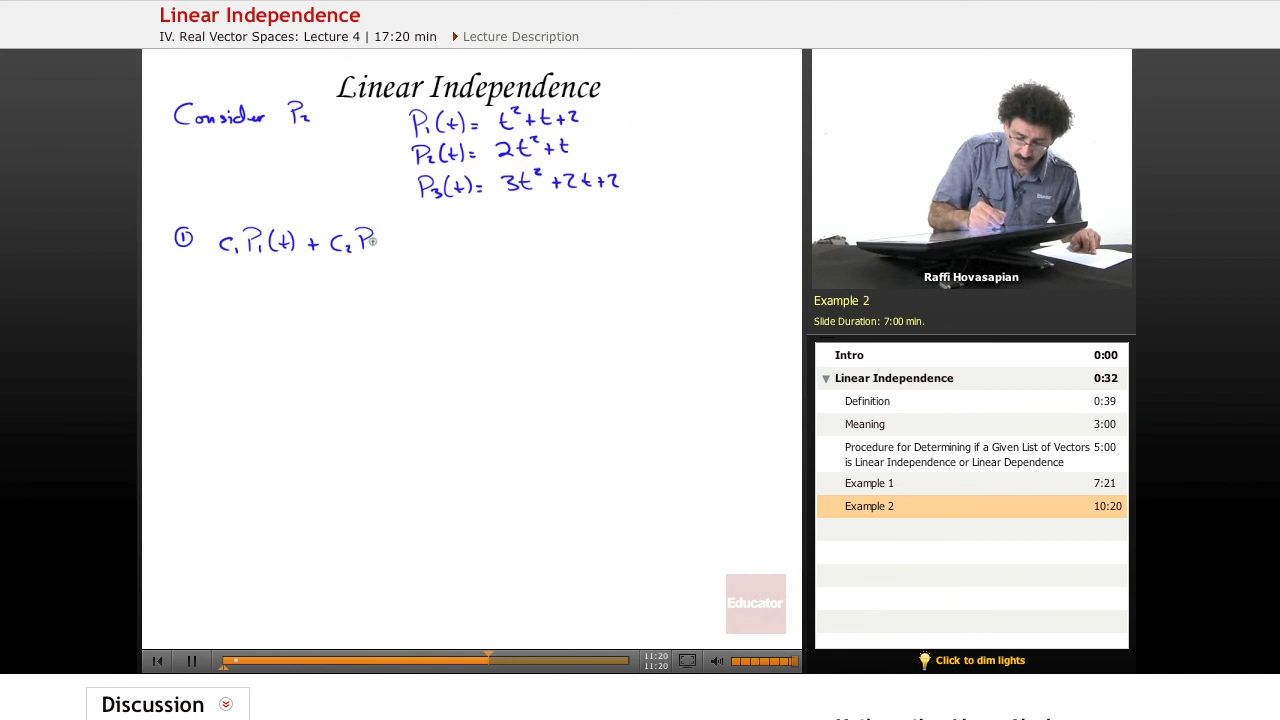 Linear Independence
IV. Real Vector Spaces: Lecture 4 | 17:20 min Lecture Description
Linear Independence
Consider P₂
P₁(t) = t² + t + 2
P₂(t) = 2t² + t
P₃(t) = 3t² + 2t + 2
① c₁P₁(t) + c₂P
Educator
11:20
11:20
Raffi Hovasapian
Example 2
Slide Duration: 7:00 min.
Intro 0:00
Linear Independence 0:32
Definition 0:39
Meaning 3:00
Procedure for Determining if a Given List of Vectors 5:00
is Linear Independence or Linear Dependence
Example 1 7:21
Example 2 10:20
Click to dim lights
Discussion